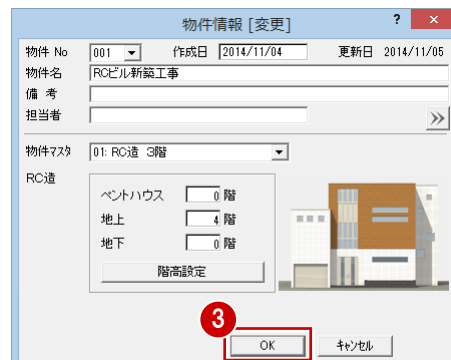 物件情報 [変更] ? ×
物件 No 001 作成日 2014/11/04 更新日 2014/11/05
物件名 RCビル新築工事
備 考
担当者
>>
物件マスタ 01: RC造 3階
RC造
ペントハウス 0 階
地上 4 階
地下 0 階
階高設定
3
OK キャンセル